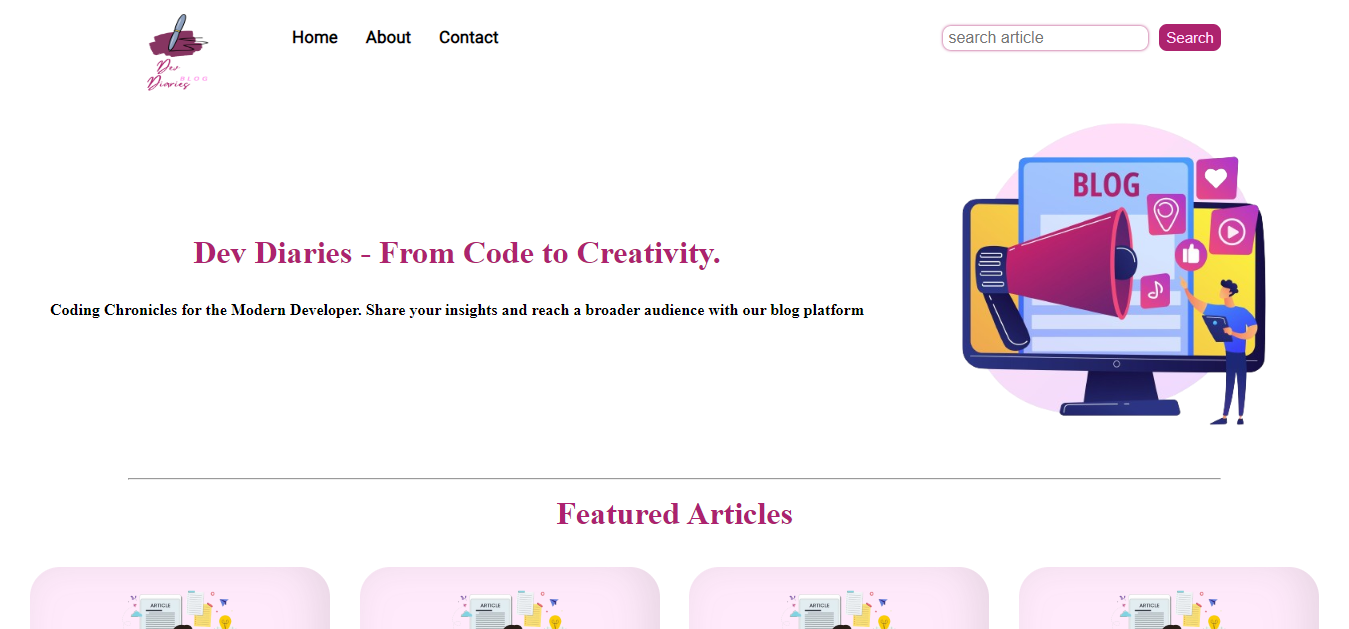 Dev
Diaries BLOG
Home About Contact
search article Search
BLOG
Dev Diaries - From Code to Creativity.
Coding Chronicles for the Modern Developer. Share your insights and reach a broader audience with our blog platform
Featured Articles
ARTICLE ARTICLE ARTICLE ARTICLE